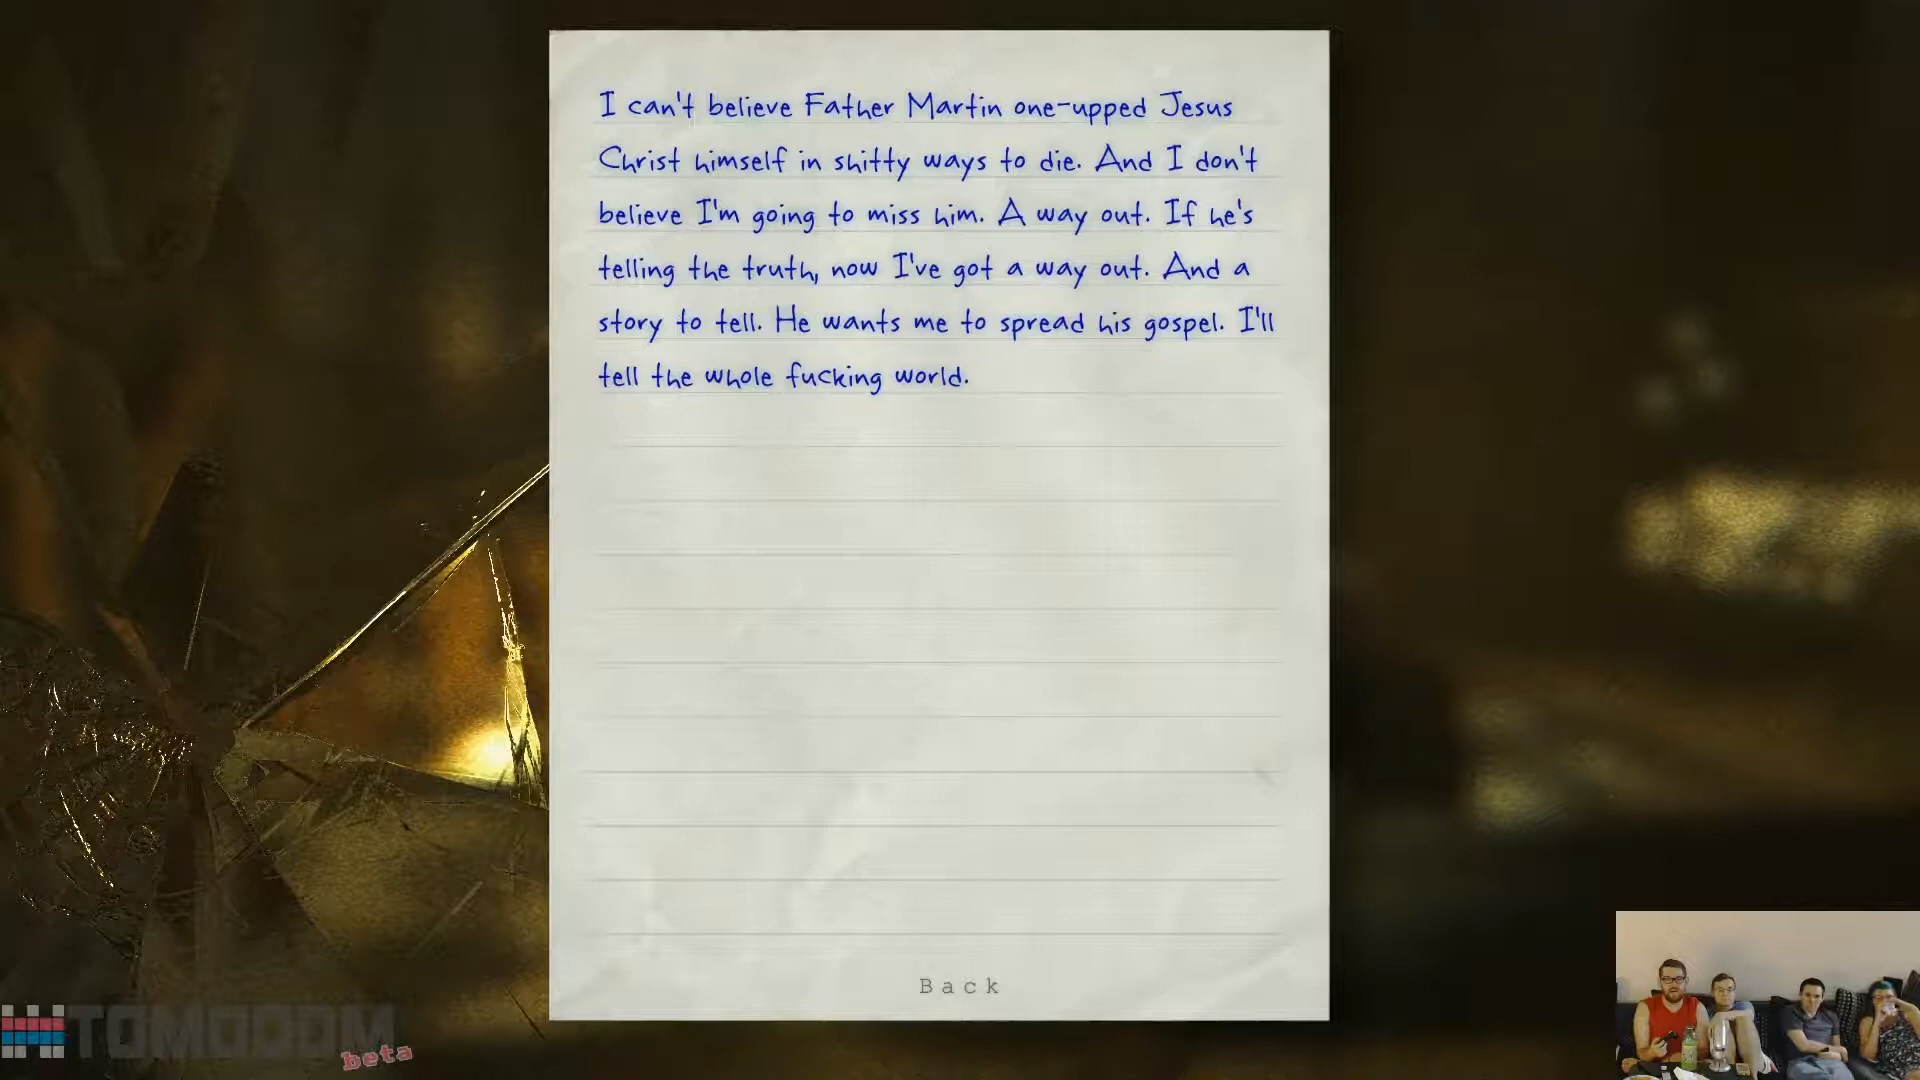 I can't believe Father Martin one-upped Jesus
Christ himself in shitty ways to die. And I don't
believe I'm going to miss him. A way out. If he's
telling the truth, now I've got a way out. And a
story to tell. He wants me to spread his gospel. I'll
tell the whole fucking world.
Back
TOMOOOM
beta